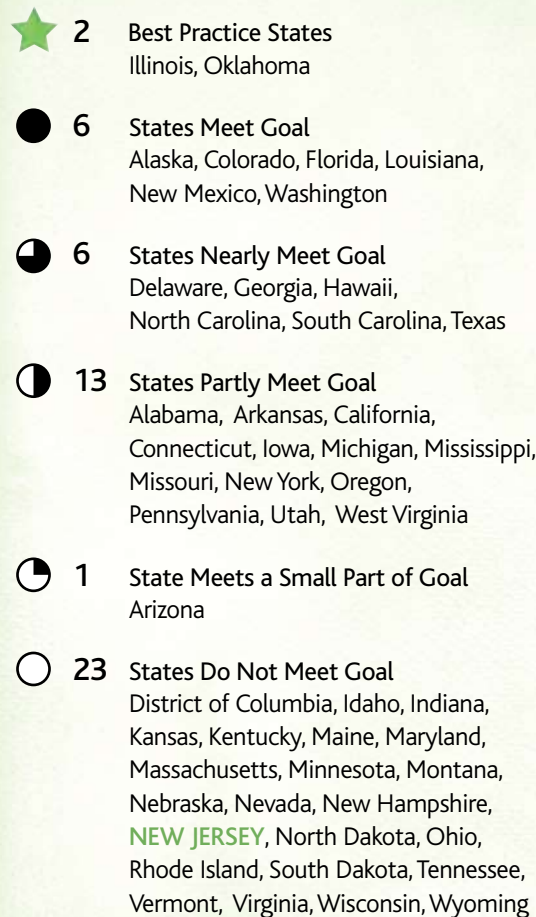 2 Best Practice States
Illinois, Oklahoma
6 States Meet Goal
Alaska, Colorado, Florida, Louisiana,
New Mexico, Washington
6 States Nearly Meet Goal
Delaware, Georgia, Hawaii,
North Carolina, South Carolina, Texas
13 States Partly Meet Goal
Alabama, Arkansas, California,
Connecticut, Iowa, Michigan, Mississippi,
Missouri, New York, Oregon,
Pennsylvania, Utah, West Virginia
1 State Meets a Small Part of Goal
Arizona
23 States Do Not Meet Goal
District of Columbia, Idaho, Indiana,
Kansas, Kentucky, Maine, Maryland,
Massachusetts, Minnesota, Montana,
Nebraska, Nevada, New Hampshire,
NEW JERSEY, North Dakota, Ohio,
Rhode Island, South Dakota, Tennessee,
Vermont, Virginia, Wisconsin, Wyoming